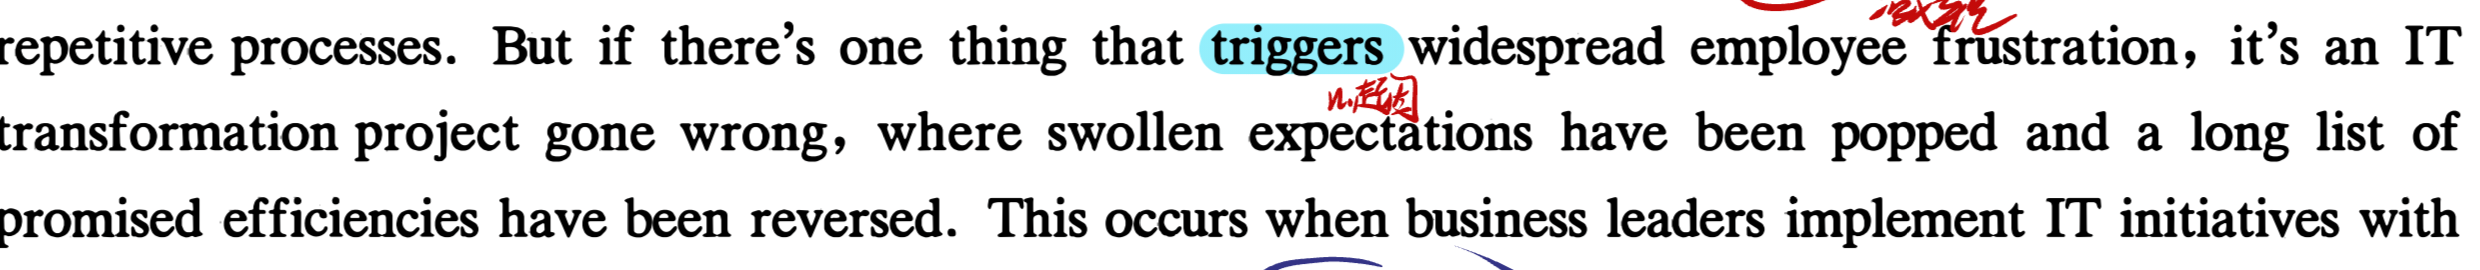 repetitive processes. But if there's one thing that triggers widespread employee frustration, it's an IT
n.起因
transformation project gone wrong, where swollen expectations have been popped and a long list of
promised efficiencies have been reversed. This occurs when business leaders implement IT initiatives with